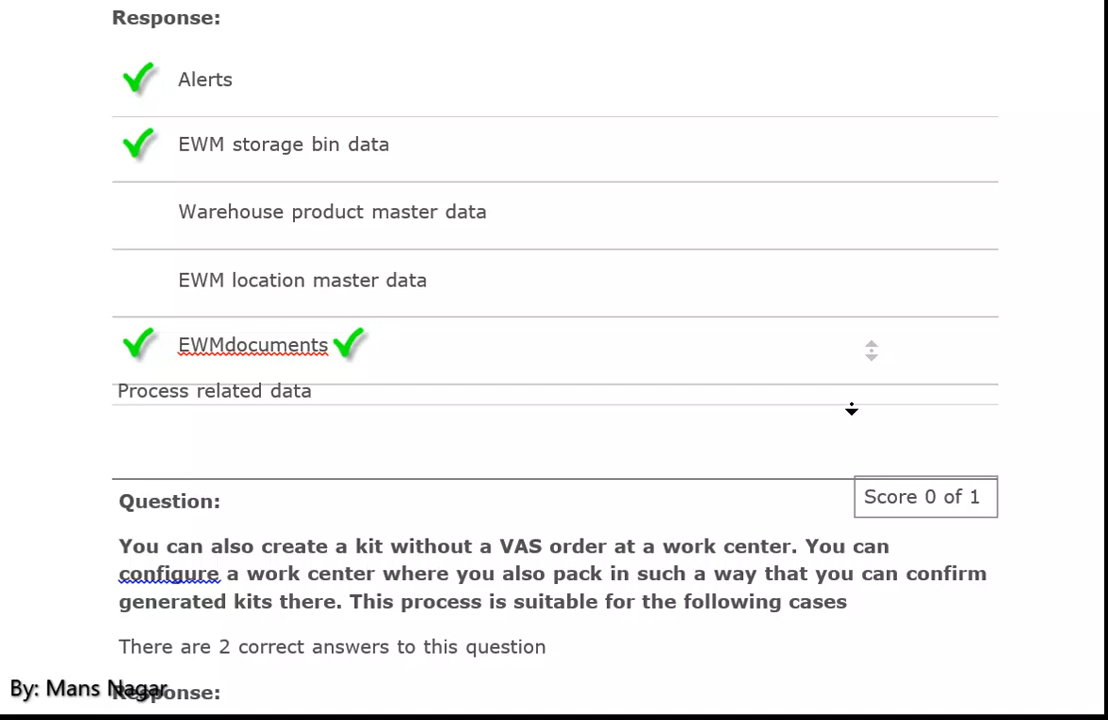 Response:
Alerts
EWM storage bin data
Warehouse product master data
EWM location master data
EWMdocuments
Process related data
Question:
Score 0 of 1
You can also create a kit without a VAS order at a work center. You can
configure a work center where you also pack in such a way that you can confirm
generated kits there. This process is suitable for the following cases
There are 2 correct answers to this question
By: Mans Nagar
Response: